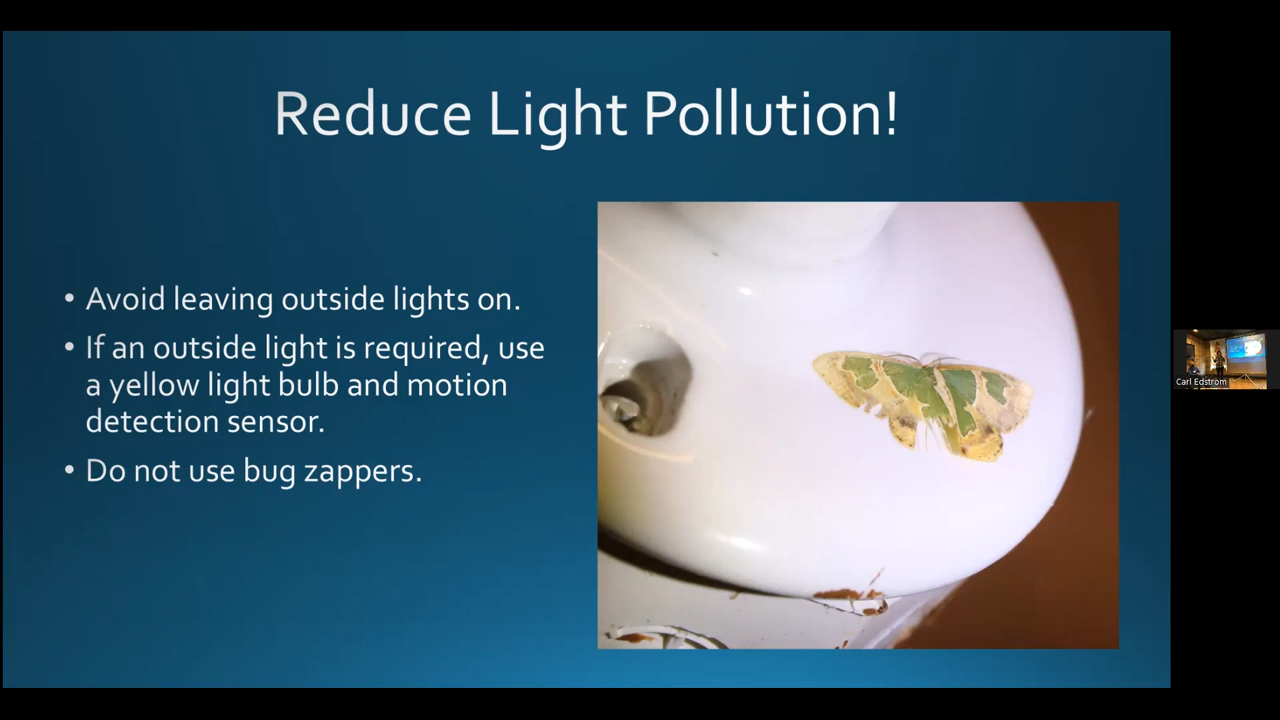 Reduce Light Pollution!
• Avoid leaving outside lights on.
• If an outside light is required, use
a yellow light bulb and motion
detection sensor.
• Do not use bug zappers.
Carl Edstrom